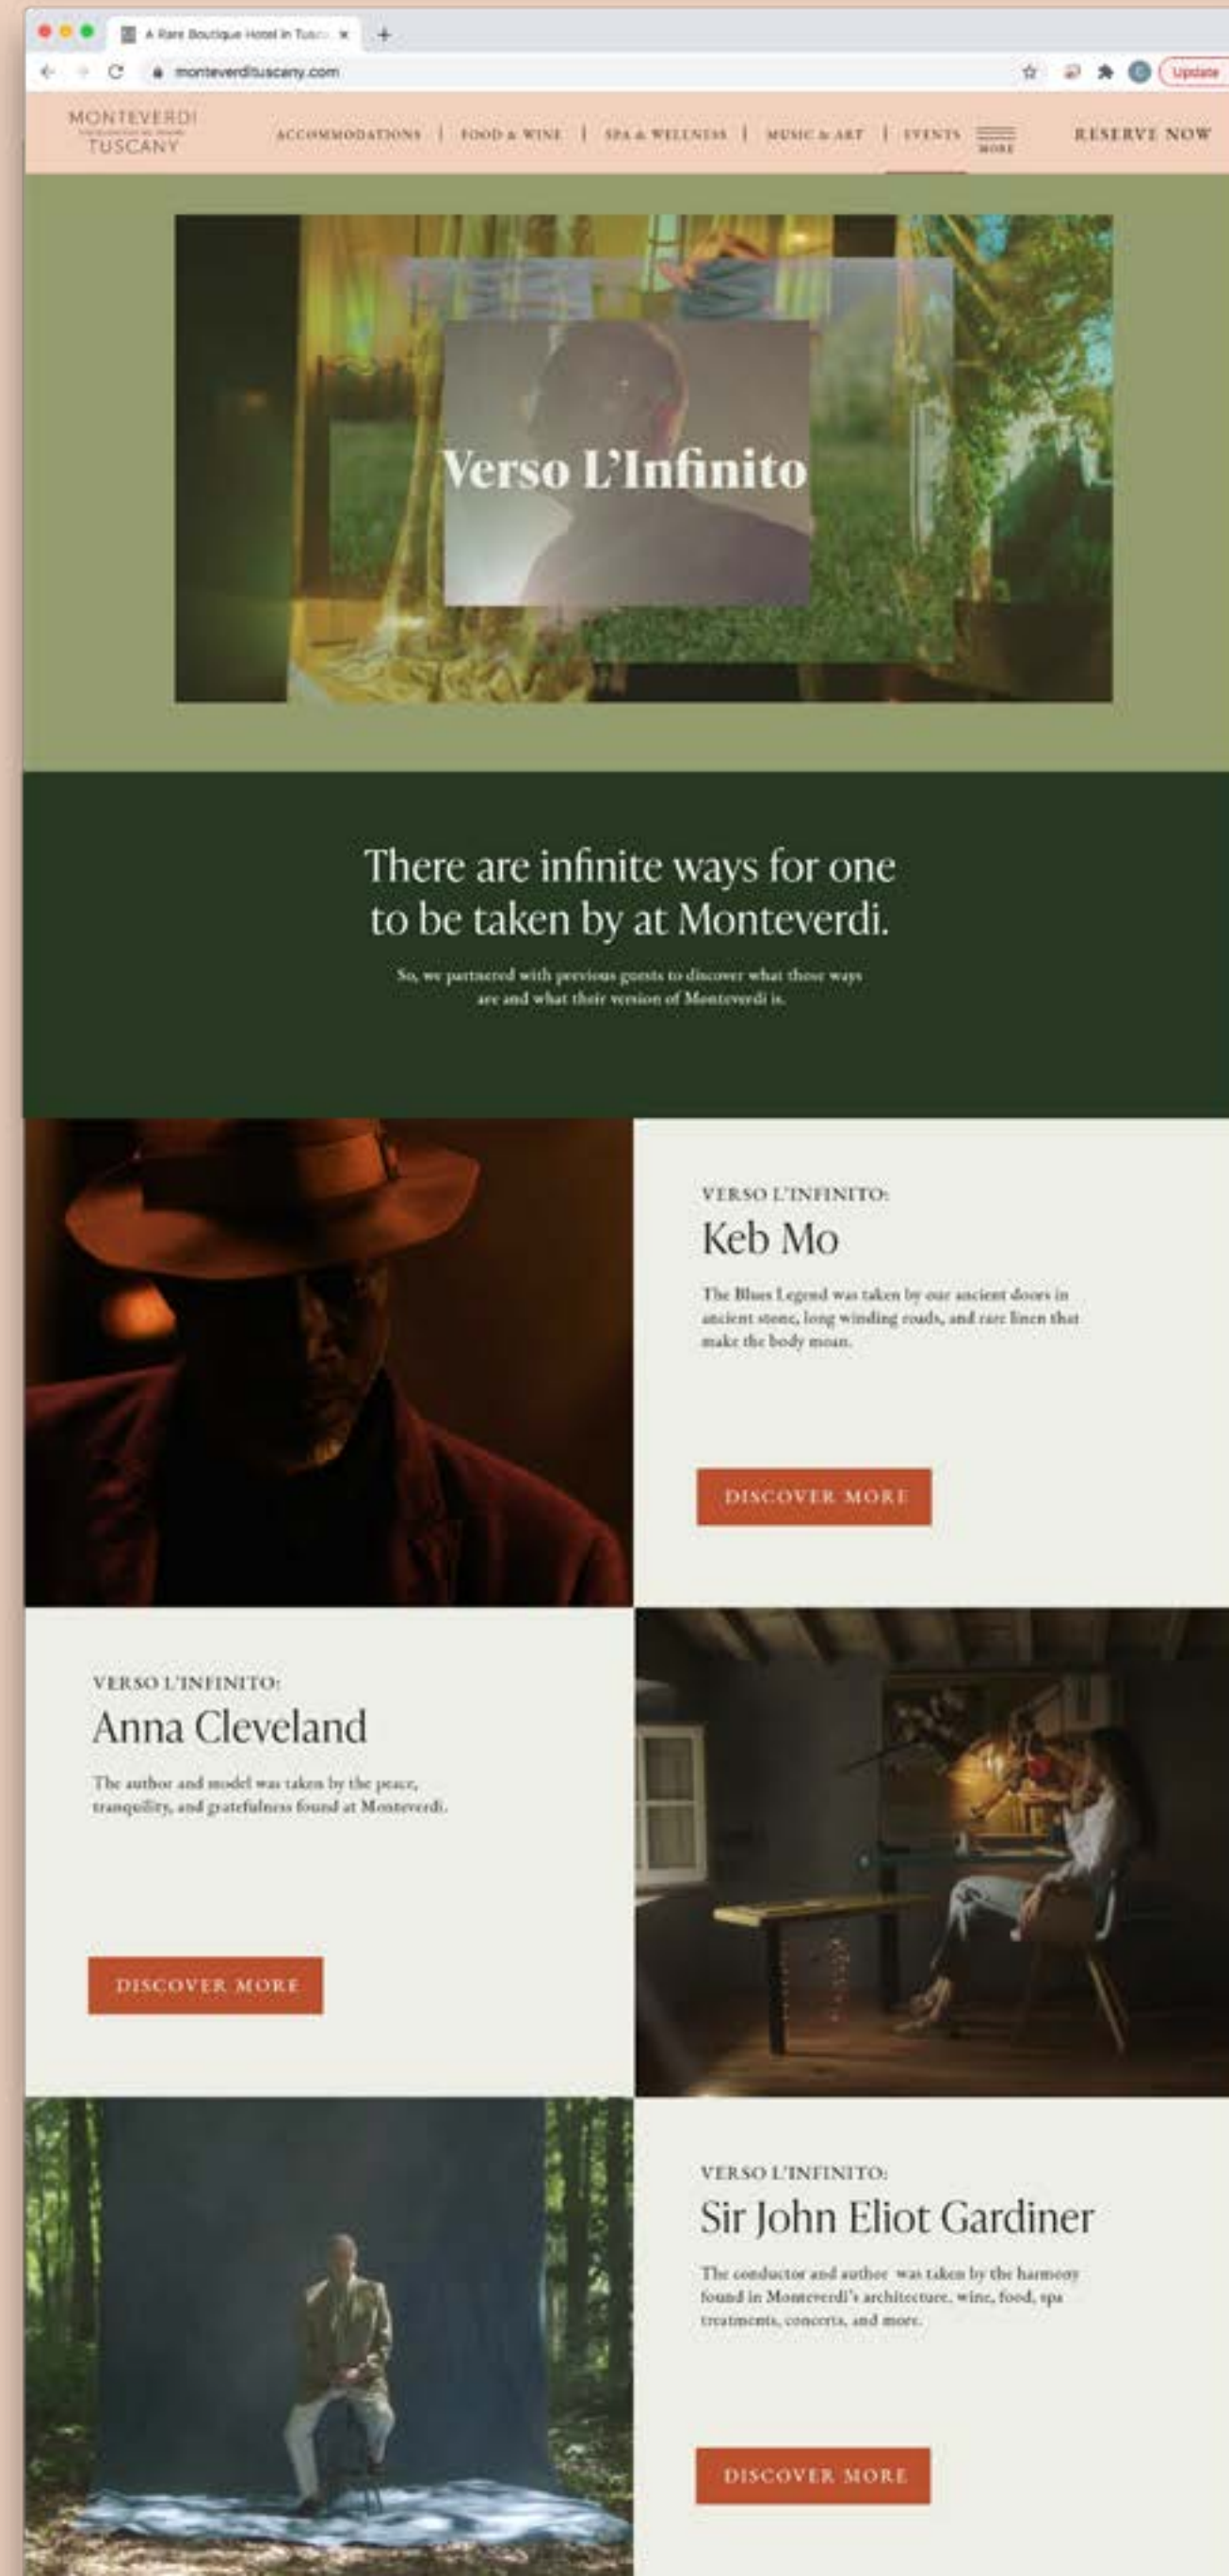 A Rare Boutique Hotel in Tusc
monteverdituscany.com
Update
MONTEVERDI
TUSCANY
ACCOMMODATIONS | FOOD & WINE | SPA & WELLNESS | MUSIC & ART | EVENTS
MORE
RESERVE NOW
Verso L'Infinito
There are infinite ways for one
to be taken by at Monteverdi.
So, we partnered with previous guests to discover what those ways
are and what their version of Monteverdi is.
VERSO L'INFINITO:
Keb Mo
The Blues Legend was taken by our ancient doors in
ancient stone, long winding roads, and rare linen that
make the body moan.
DISCOVER MORE
VERSO L'INFINITO:
Anna Cleveland
The author and model was taken by the peace,
tranquility, and gratefulness found at Monteverdi.
DISCOVER MORE
VERSO L'INFINITO:
Sir John Eliot Gardiner
The conductor and author was taken by the harmony
found in Monteverdi's architecture, wine, food, spa
treatments, concerts, and more.
DISCOVER MORE